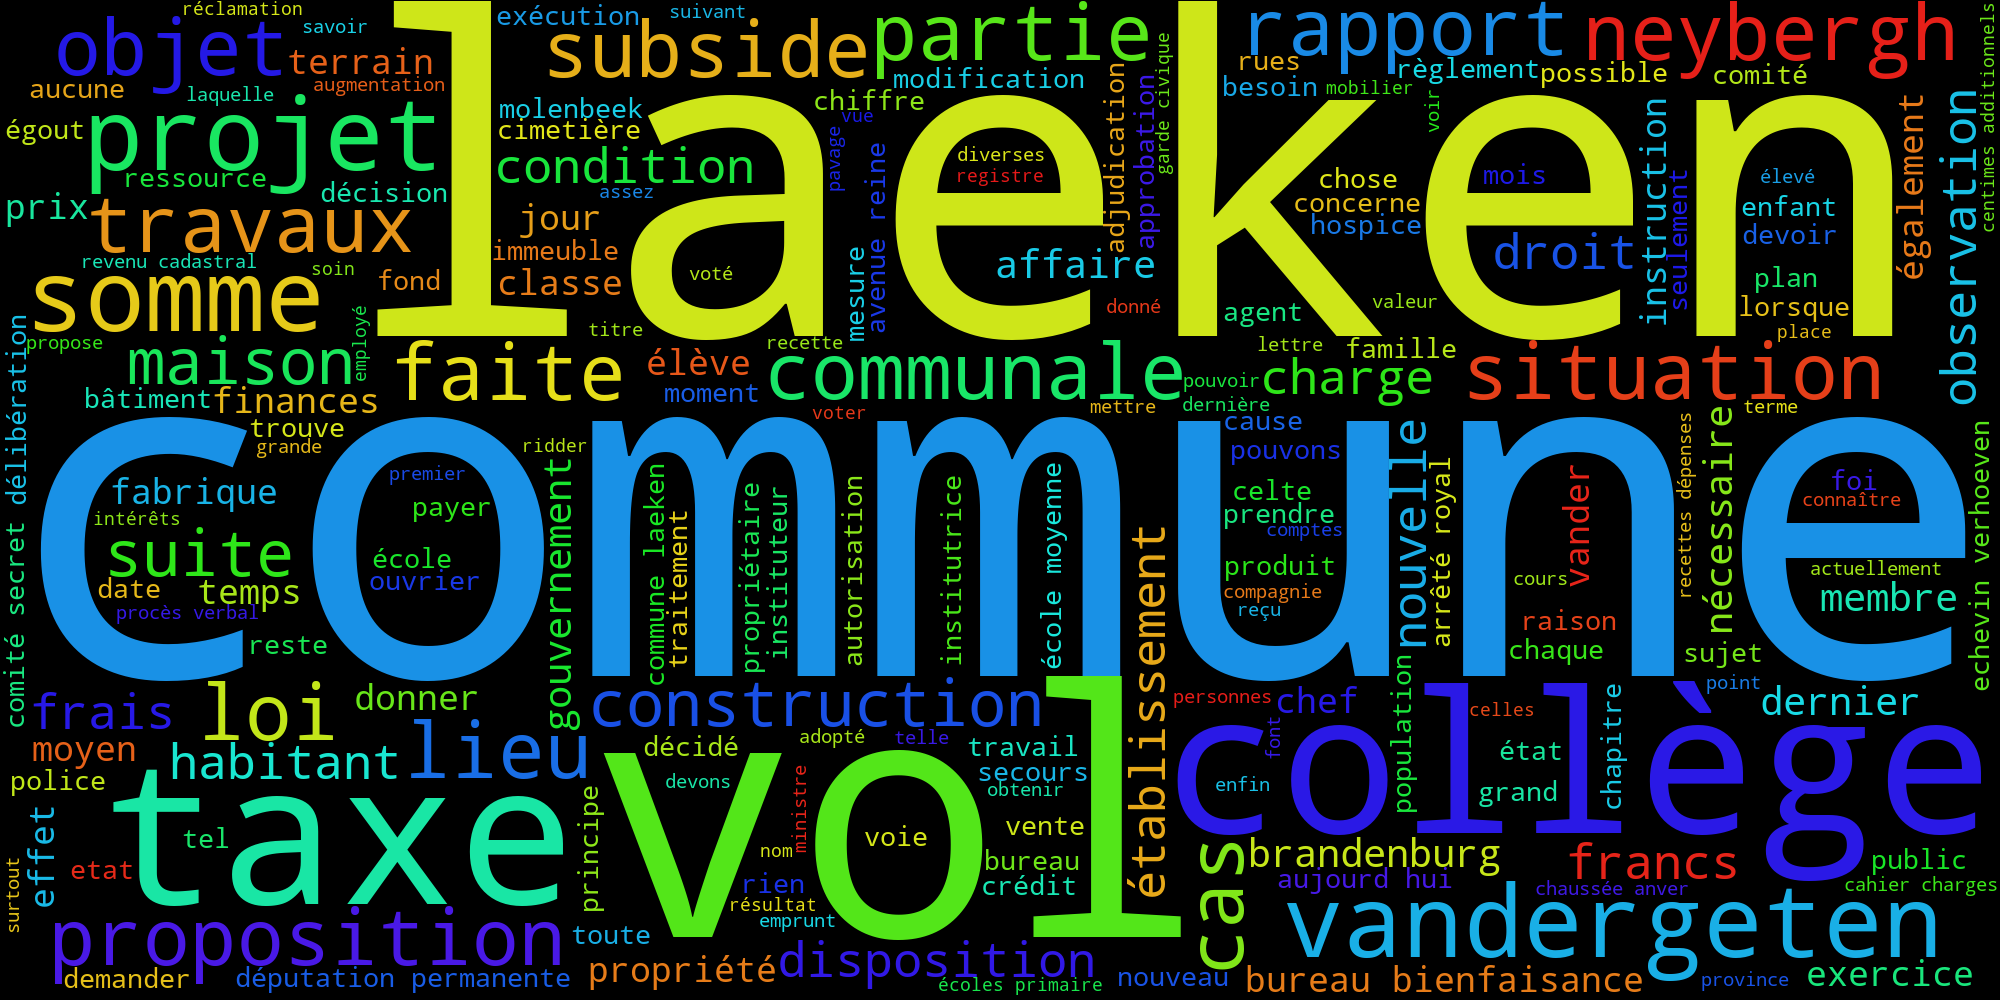 réclamation
savoir
exécution
suivant
objet
terrain
subside
partie
rapport
neybergh
aucune
laquelle
augmentation
modification
rues
besoin
mobilier
règlement
possible
comité
centimes additionnels
laeken
molenbeek
chiffre
vue
garde civique
voir
égout
projet
cimetière
condition
pavage
adjudication
approbation
diverses
registre
instruction
également
observation
ressource
décision
assez
avenue reine
chose
mois
élevé
seulement
prix
travaux
jour
concerne
enfant
hospice
devoir
immeuble
mesure
affaire
droit
revenu cadastral
soin
fond
classe
voté
plan
somme
donné
agent
valeur
lorsque
propose
employé
titre
recette
lettre
famille
place
maison
faite
élève
communale
pouvoir
charge
situation
comité secret délibération
bâtiment
finances
moment
mettre
dernière
terme
commune
trouve
grande
voter
cause
ridder
pouvons
nouvelle
nécessaire
echevin verhoeven
fabrique
premier
payer
gouvernement
commune laeken
traitement
propriétaire
instituteur
autorisation
institutrice
école moyenne
celte
prendre
comptes
arrêté royal
vander
recettes dépenses
foi
connaître
intérêts
suite
école
ouvrier
établissement
produit
compagnie
reçu
cours
actuellement
membre
date
temps
procès verbal
raison
reste
chaque
sujet
frais
loi
donner
construction
personnes
chef
population
celles
chapitre
point
dernier
moyen
habitant
lieu
décidé
adopté
telle
travail
font
collège
état
police
taxe
vol
devons
ministre
secours
obtenir
enfin
grand
effet
tel
principe
voie
vente
cas
etat
nom
bureau
brandenburg
francs
public
surtout
rien
crédit
aujourd hui
chaussée anver
cahier charges
résultat
emprunt
proposition
toute
vandergeten
demander
députation permanente
propriété
disposition
écoles primaire
nouveau
bureau bienfaisance
province
exercice